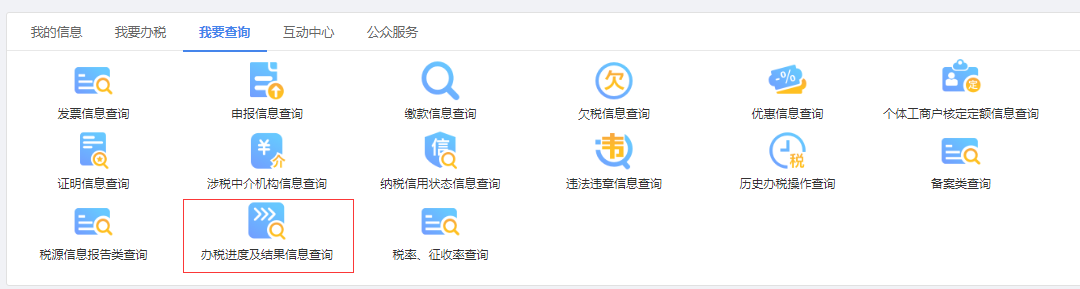 我的信息 我要办税 我要查询 互动中心 公众服务
欠 -% 定
发票信息查询 申报信息查询 缴款信息查询 欠税信息查询 优惠信息查询 个体工商户核定定额信息查询
¥ 介 信 韦 税
证明信息查询 涉税中介机构信息查询 纳税信用状态信息查询 违法违章信息查询 历史办税操作查询 备案类查询
税源信息报告类查询 办税进度及结果信息查询 税率、征收率查询